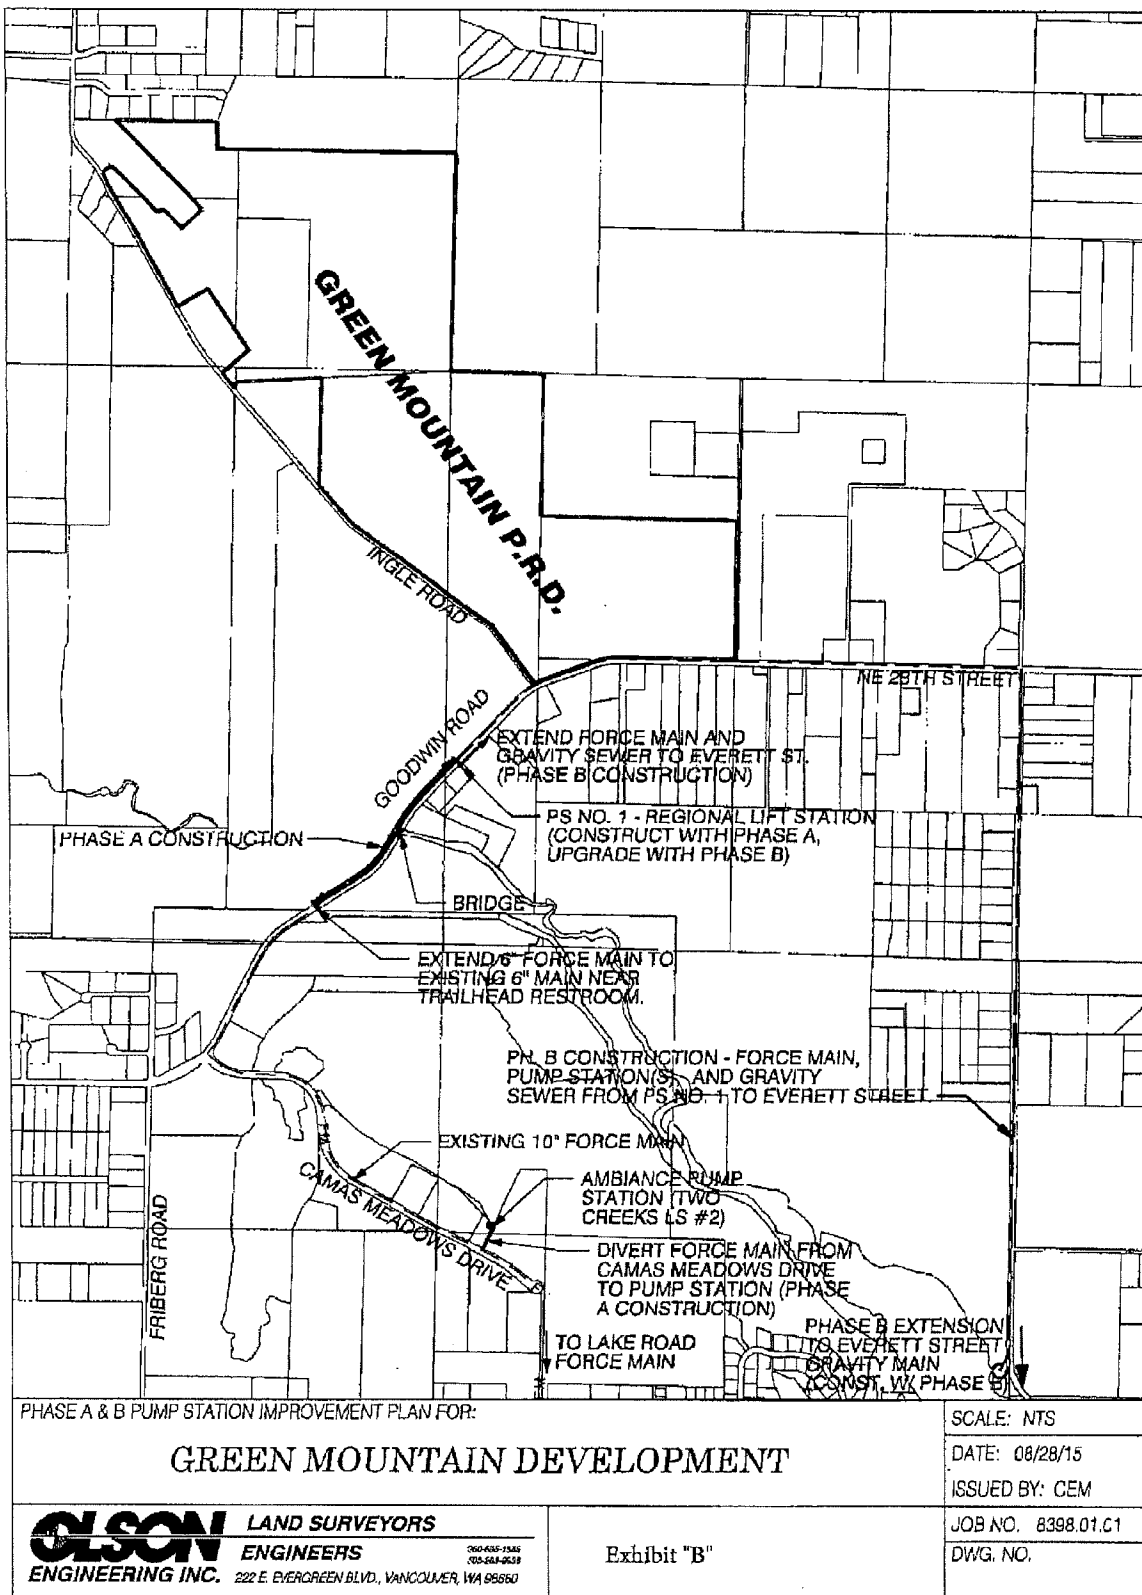 GREEN MOUNTAIN P.R.D.
INGLE ROAD
NE 28TH STREET
GOODWIN ROAD
EXTEND FORCE MAIN AND
GRAVITY SEWER TO EVERETT ST.
(PHASE B CONSTRUCTION)
PS NO. 1 - REGIONAL LIFT STATION
(CONSTRUCT WITH PHASE A,
UPGRADE WITH PHASE B)
PHASE A CONSTRUCTION
BRIDGE
EXTEND 6" FORCE MAIN TO
EXISTING 6" MAIN NEAR
TRAILHEAD RESTROOM.
PH. B CONSTRUCTION - FORCE MAIN,
PUMP STATION(S), AND GRAVITY
SEWER FROM PS NO. 1 TO EVERETT STREET
EXISTING 10" FORCE MAIN
CAMAS MEADOWS DRIVE
AMBIANCE PUMP
STATION (TWO
CREEKS LS #2)
FRIBERG ROAD
DIVERT FORCE MAIN FROM
CAMAS MEADOWS DRIVE
TO PUMP STATION (PHASE
A CONSTRUCTION)
TO LAKE ROAD
FORCE MAIN
PHASE B EXTENSION
TO EVERETT STREET
GRAVITY MAIN
(CONST. W/ PHASE B)
PHASE A & B PUMP STATION IMPROVEMENT PLAN FOR:
GREEN MOUNTAIN DEVELOPMENT
SCALE: NTS
DATE: 08/28/15
ISSUED BY: CEM
JOB NO. 8398.01.01
DWG. NO.
OLSON
ENGINEERING INC.
LAND SURVEYORS
ENGINEERS
222 E. EVERGREEN BLVD., VANCOUVER, WA 98660
Exhibit "B"